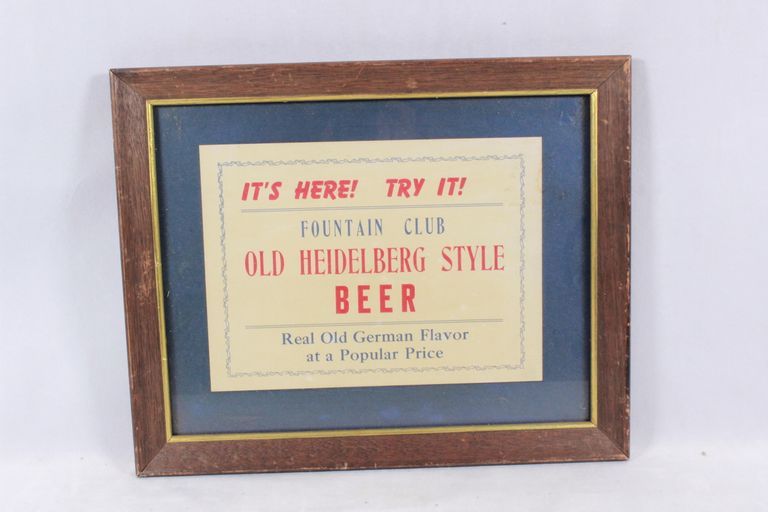 IT'S HERE! TRY IT!
FOUNTAIN CLUB
OLD HEIDELBERG STYLE
BEER
Real Old German Flavor
at a Popular Price